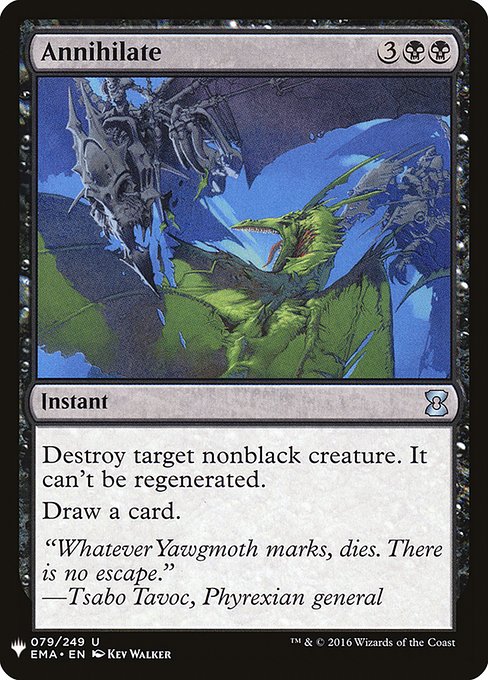 Annihilate 3
Instant
Destroy target nonblack creature. It
can't be regenerated.
Draw a card.
“Whatever Yawgmoth marks, dies. There
is no escape.”
—Tsabo Tavoc, Phyrexian general
079/249 U
EMA • EN Kev Walker
™ & © 2016 Wizards of the Coast